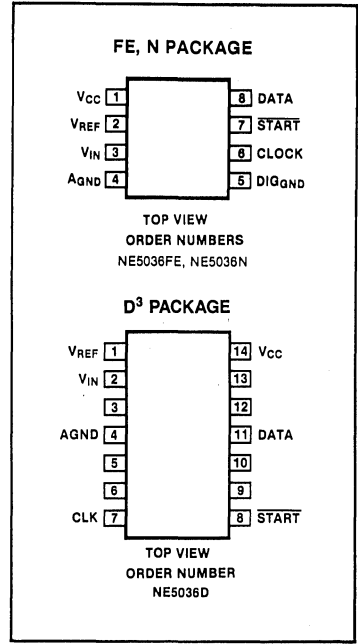 FE, N PACKAGE
VCC 1 8 DATA
VREF 2 7 START
VIN 3 6 CLOCK
AGND 4 5 DIGGND
TOP VIEW
ORDER NUMBERS
NE5036FE, NE5036N
D³ PACKAGE
VREF 1 14 VCC
VIN 2 13
3 12
AGND 4 11 DATA
5 10
6 9
CLK 7 8 START
TOP VIEW
ORDER NUMBER
NE5036D